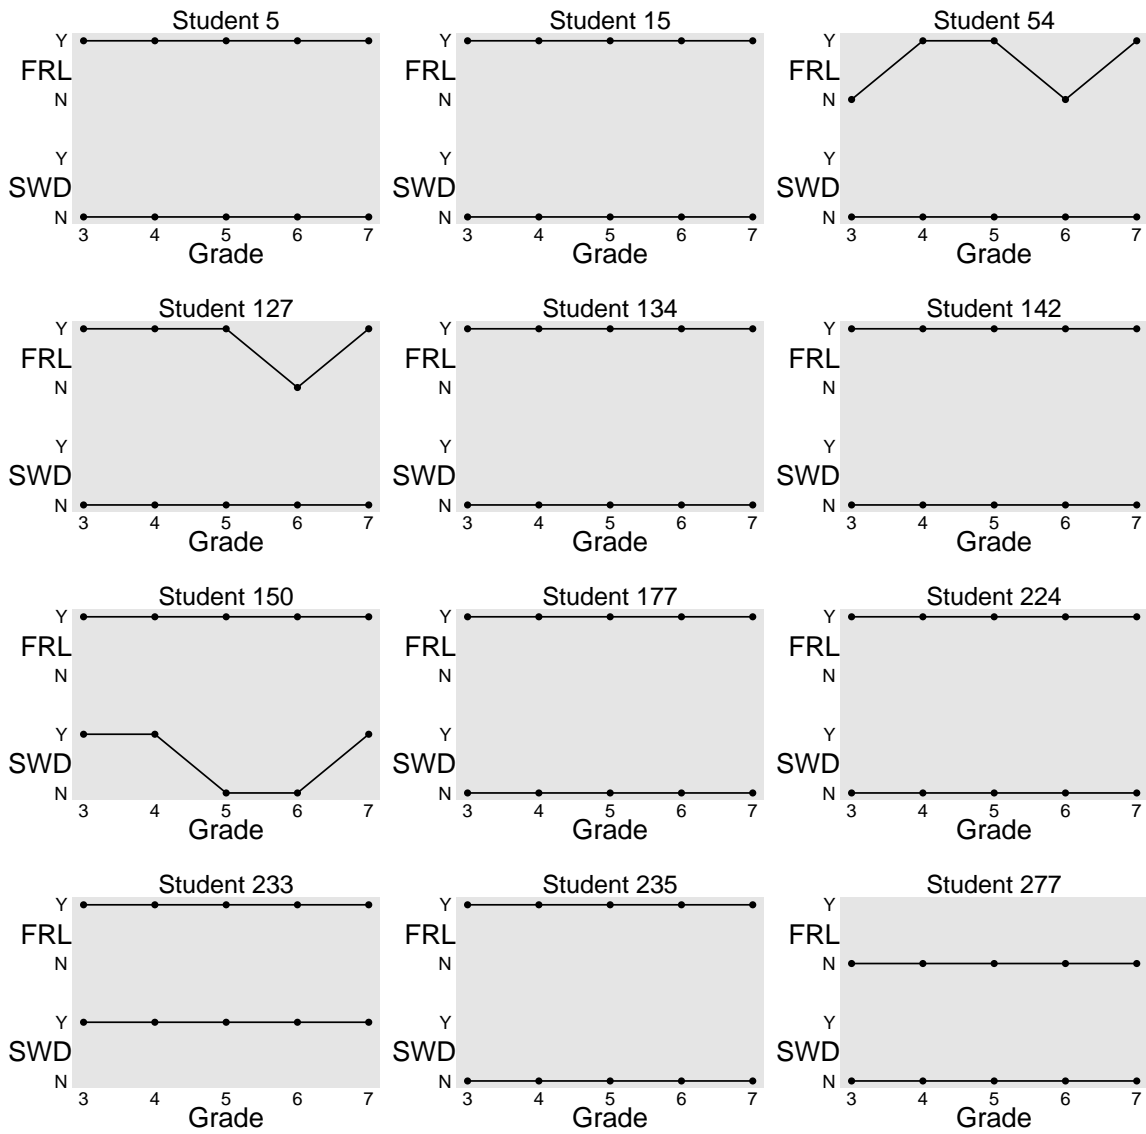 Student 5
Y
FRL
N
Y
SWD
N
3 4 5 6 7
Grade
Student 15
Y
FRL
N
Y
SWD
N
3 4 5 6 7
Grade
Student 54
Y
FRL
N
Y
SWD
N
3 4 5 6 7
Grade
Student 127
Y
FRL
N
Y
SWD
N
3 4 5 6 7
Grade
Student 134
Y
FRL
N
Y
SWD
N
3 4 5 6 7
Grade
Student 142
Y
FRL
N
Y
SWD
N
3 4 5 6 7
Grade
Student 150
Y
FRL
N
Y
SWD
N
3 4 5 6 7
Grade
Student 177
Y
FRL
N
Y
SWD
N
3 4 5 6 7
Grade
Student 224
Y
FRL
N
Y
SWD
N
3 4 5 6 7
Grade
Student 233
Y
FRL
N
Y
SWD
N
3 4 5 6 7
Grade
Student 235
Y
FRL
N
Y
SWD
N
3 4 5 6 7
Grade
Student 277
Y
FRL
N
Y
SWD
N
3 4 5 6 7
Grade